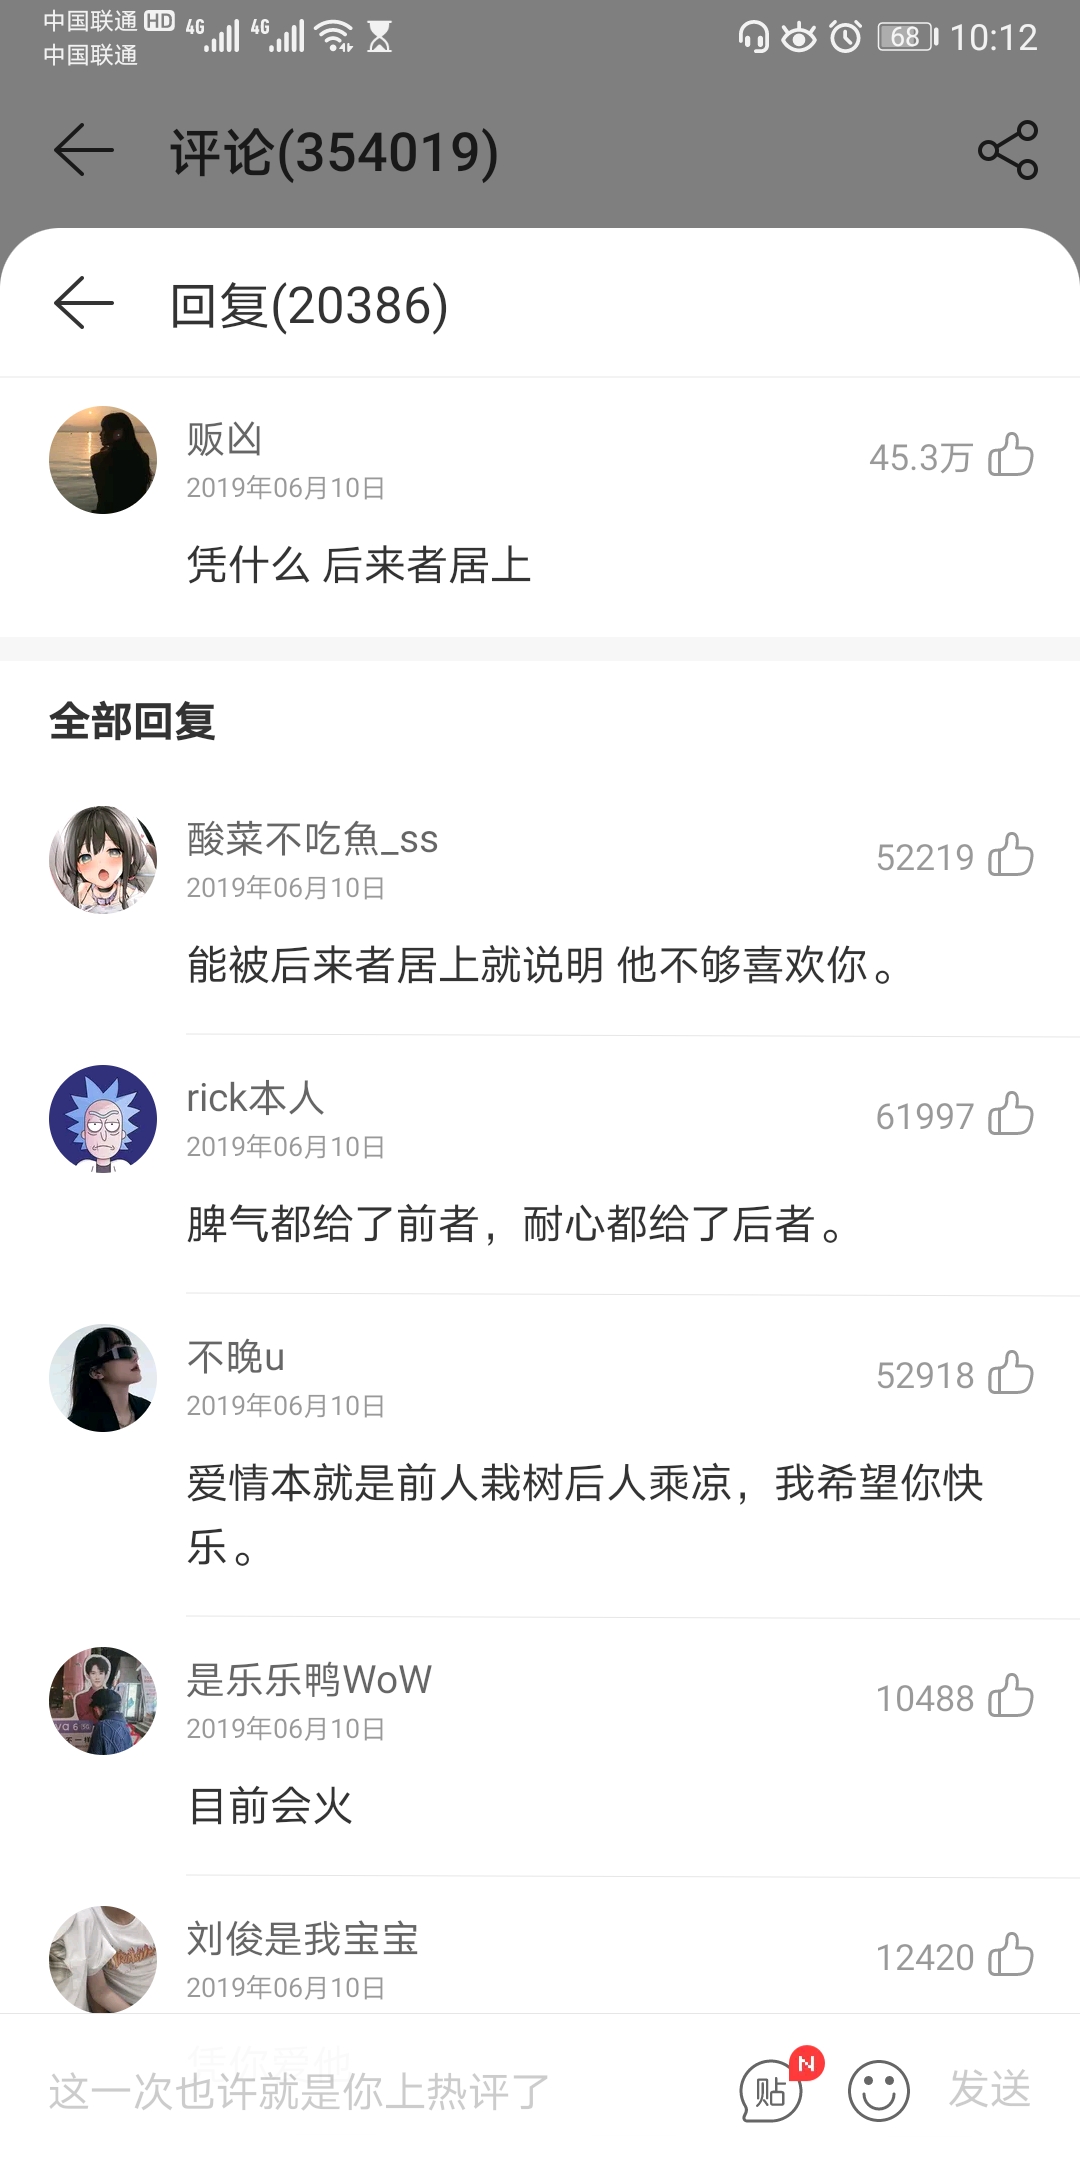 中国联通 HD 4G 4G 68 10:12
中国联通
评论(354019)
回复(20386)
贩凶
45.3万
2019年06月10日
凭什么 后来者居上
全部回复
酸菜不吃魚_ss
52219
2019年06月10日
能被后来者居上就说明 他不够喜欢你。
rick本人
61997
2019年06月10日
脾气都给了前者，耐心都给了后者。
不晚u
52918
2019年06月10日
爱情本就是前人栽树后人乘凉，我希望你快
乐。
是乐乐鸭WoW
10488
2019年06月10日
目前会火
刘俊是我宝宝
12420
2019年06月10日
凭你爱他
这一次也许就是你上热评了
贴 N 发送